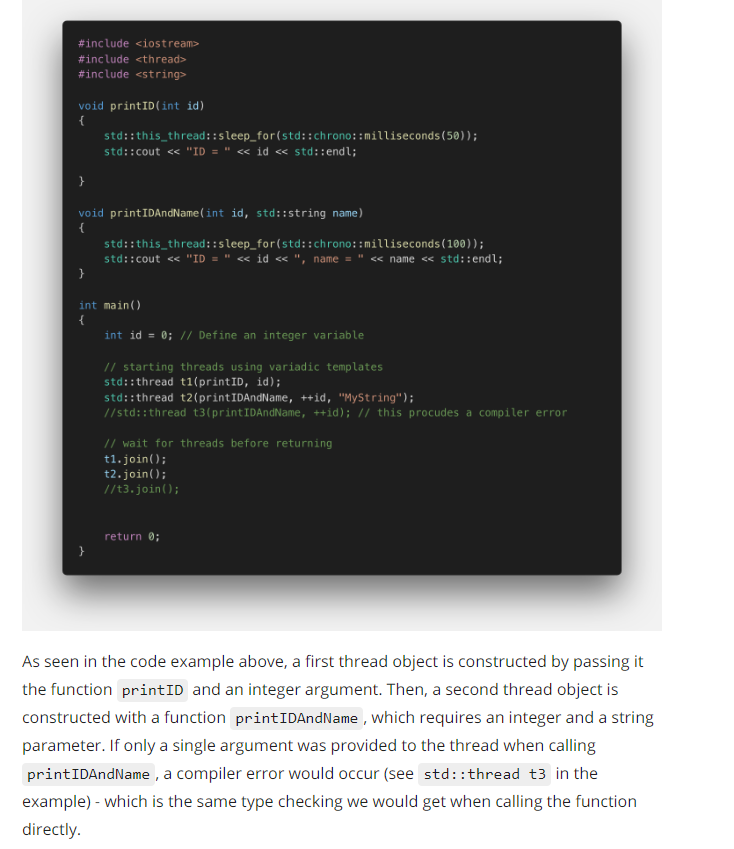 #include <iostream>
#include <thread>
#include <string>
void printID(int id)
{
std::this_thread::sleep_for(std::chrono::milliseconds(50));
std::cout << "ID = " << id << std::endl;
}
void printIDAndName(int id, std::string name)
{
std::this_thread::sleep_for(std::chrono::milliseconds(100));
std::cout << "ID = " << id << ", name = " << name << std::endl;
}
int main()
{
int id = 0; // Define an integer variable
// starting threads using variadic templates
std::thread t1(printID, id);
std::thread t2(printIDAndName, ++id, "MyString");
//std::thread t3(printIDAndName, ++id); // this procudes a compiler error
// wait for threads before returning
t1.join();
t2.join();
//t3.join();
return 0;
}
As seen in the code example above, a first thread object is constructed by passing it
the function printID and an integer argument. Then, a second thread object is
constructed with a function printIDAndName , which requires an integer and a string
parameter. If only a single argument was provided to the thread when calling
printIDAndName , a compiler error would occur (see std::thread t3 in the
example) - which is the same type checking we would get when calling the function
directly.